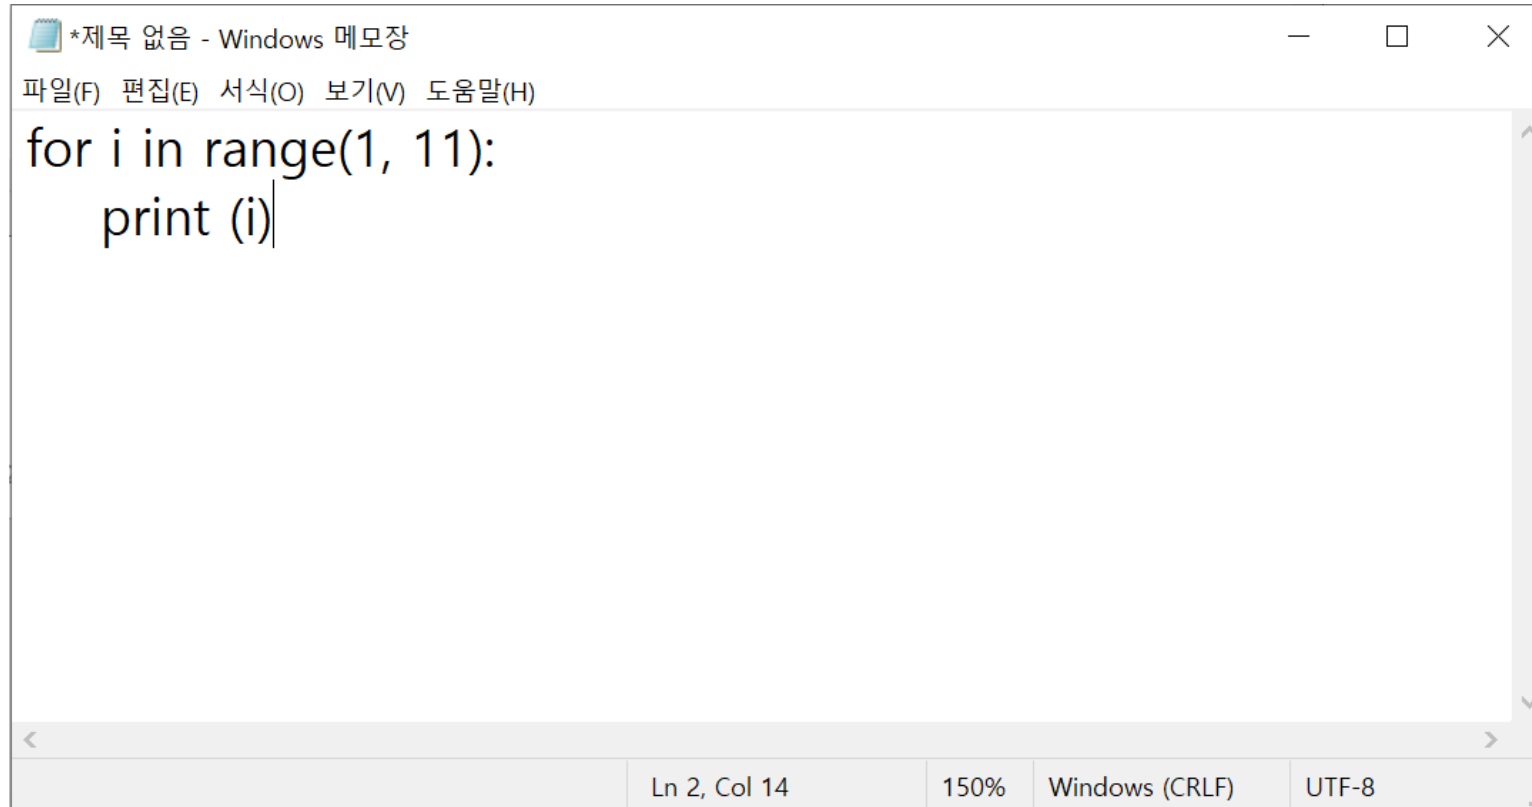 *제목 없음 - Windows 메모장
파일(F) 편집(E) 서식(O) 보기(V) 도움말(H)
for i in range(1, 11):
    print (i)
Ln 2, Col 14 150% Windows (CRLF) UTF-8